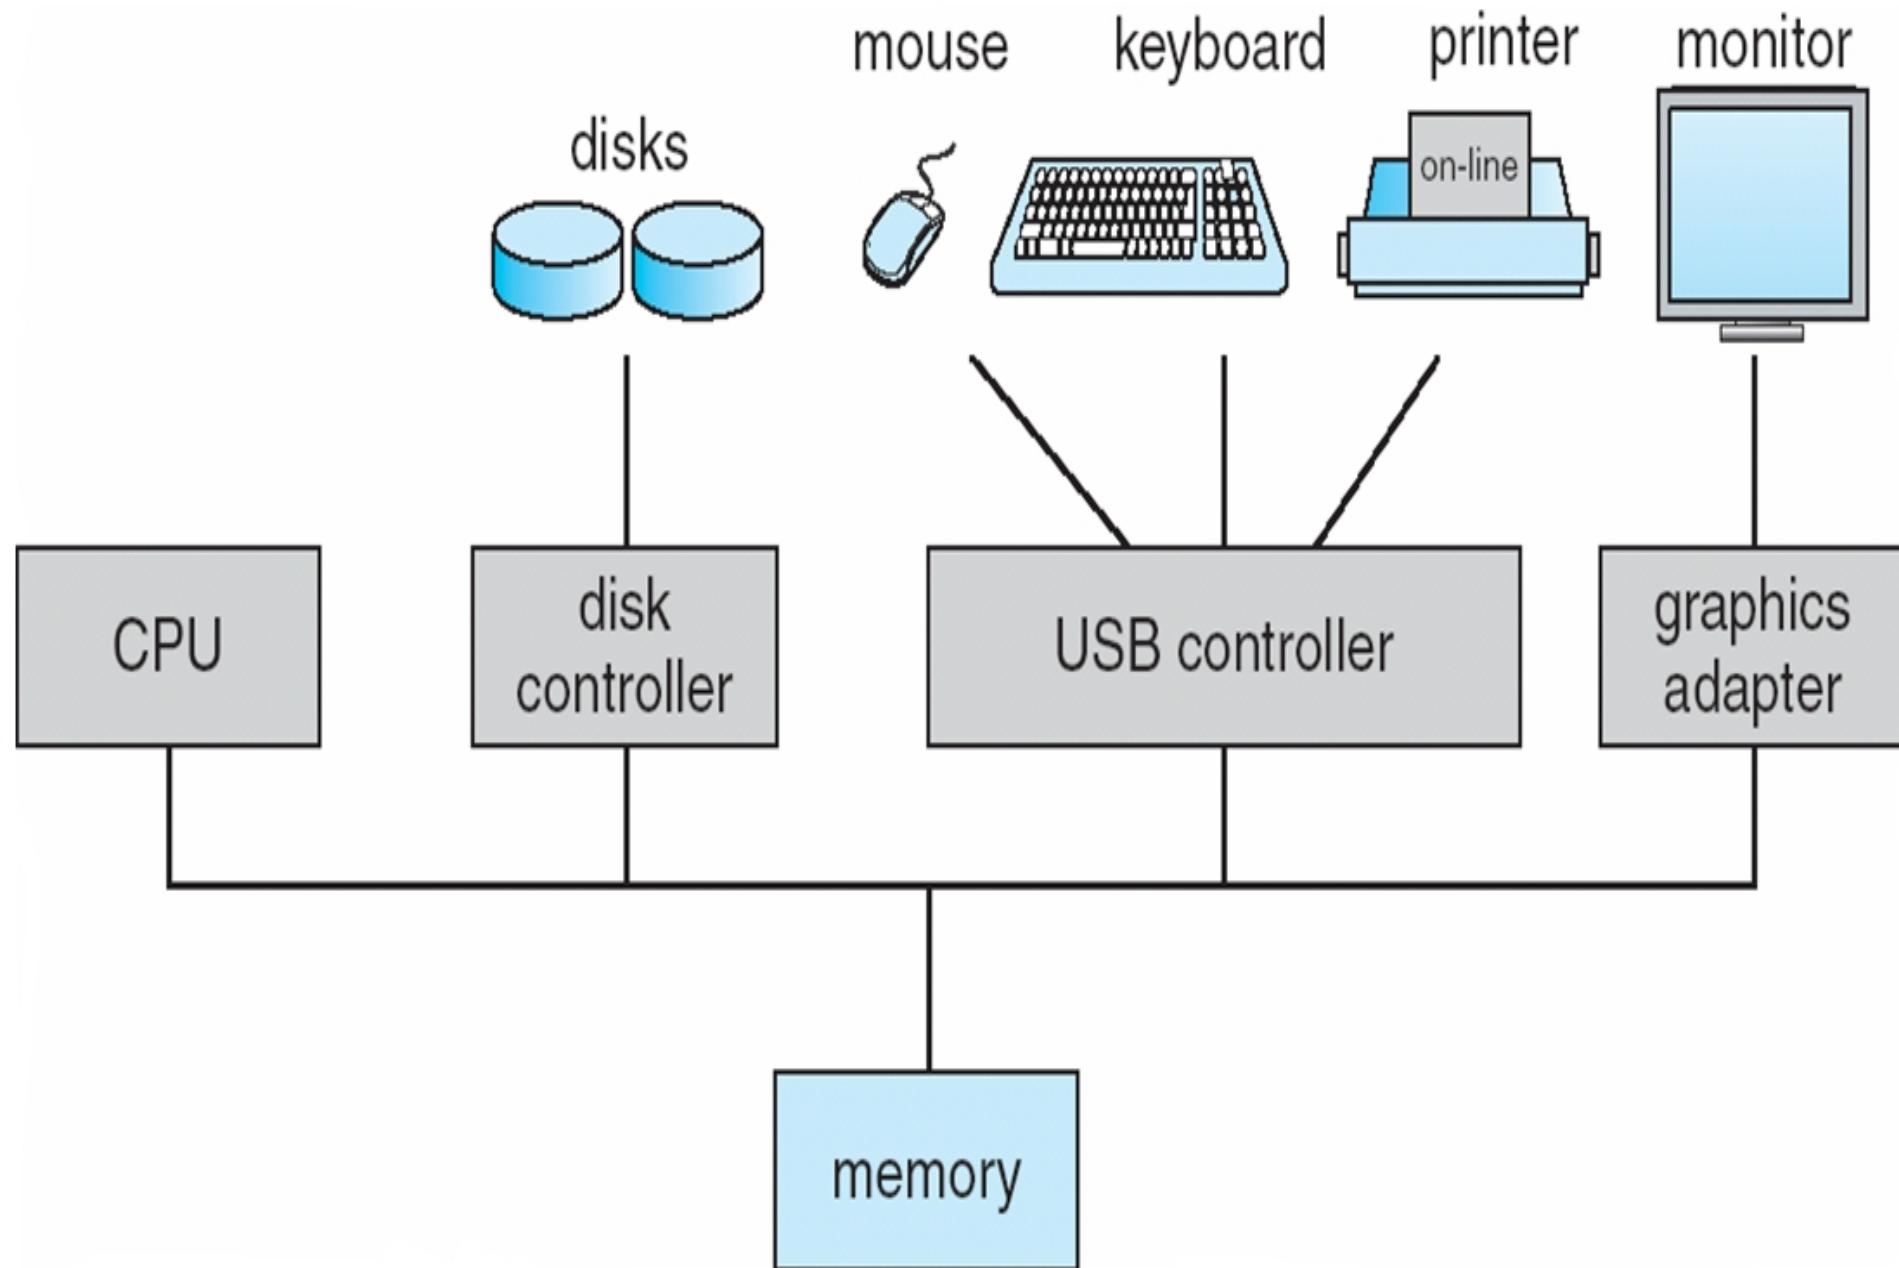 mouse
keyboard
printer
monitor
disks
on-line
CPU
disk
controller
USB controller
graphics
adapter
memory